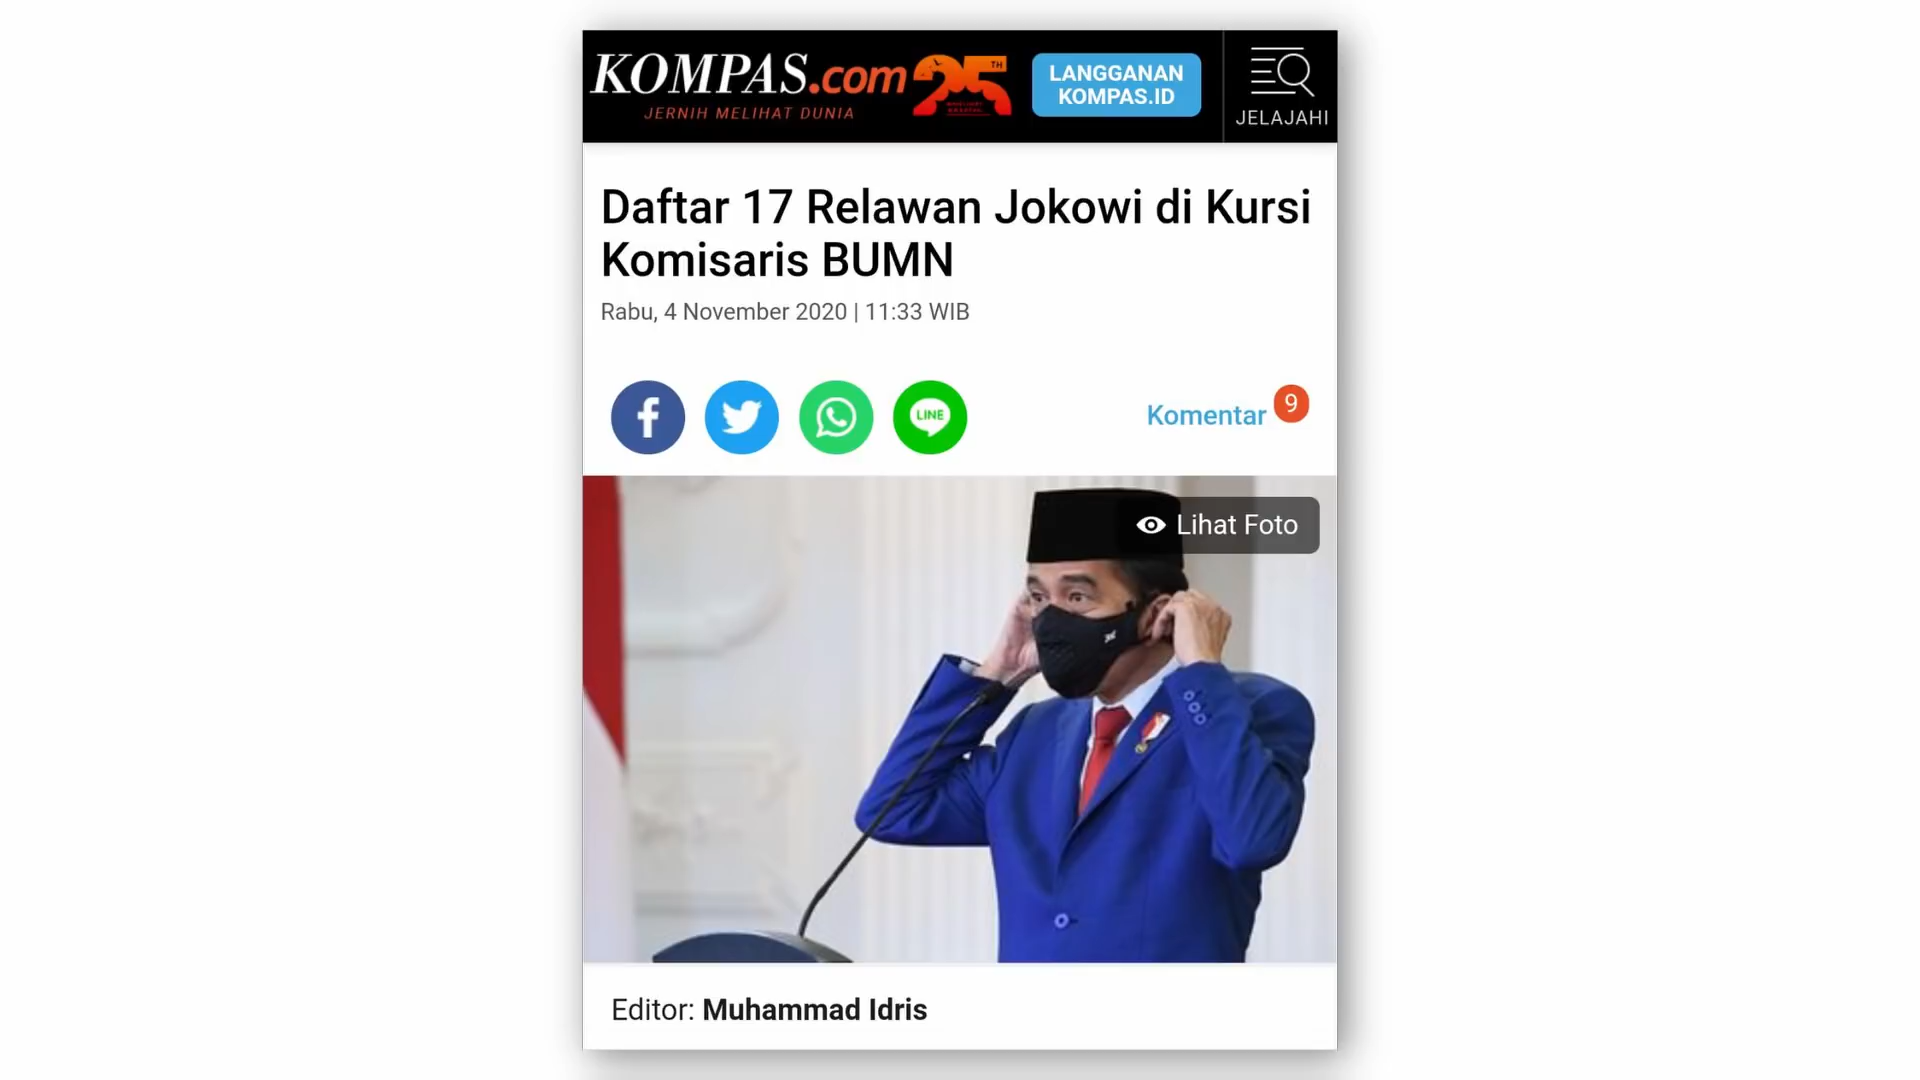 KOMPAS.com 25 TH
JERNIH MELIHAT DUNIA
LANGGANAN
KOMPAS.ID
JELAJAHI
Daftar 17 Relawan Jokowi di Kursi
Komisaris BUMN
Rabu, 4 November 2020 | 11:33 WIB
LINE
Komentar 9
Lihat Foto
Editor: Muhammad Idris